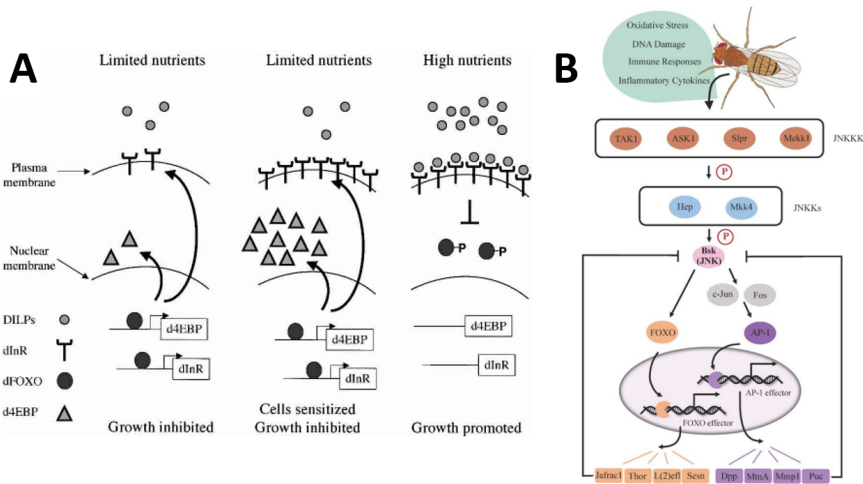 A
Limited nutrients
Limited nutrients
High nutrients
Plasma
membrane
Nuclear
membrane
P
P
DILPs
dInR
dFOXO
d4EBP
d4EBP
dInR
d4EBP
dInR
d4EBP
dInR
Growth inhibited
Cells sensitized
Growth inhibited
Growth promoted
B
Oxidative Stress
DNA Damage
Immune Responses
Inflammatory Cytokines
TAK1
ASK1
Slpr
Mekk1
JNKKK
P
Hep
Mkk4
JNKKs
P
Bsk
(JNK)
c-Jun
Fos
FOXO
AP-1
AP-1 effector
FOXO effector
Jafrac1
Thor
L(2)efl
Sesn
Dpp
MtnA
Mmp1
Puc